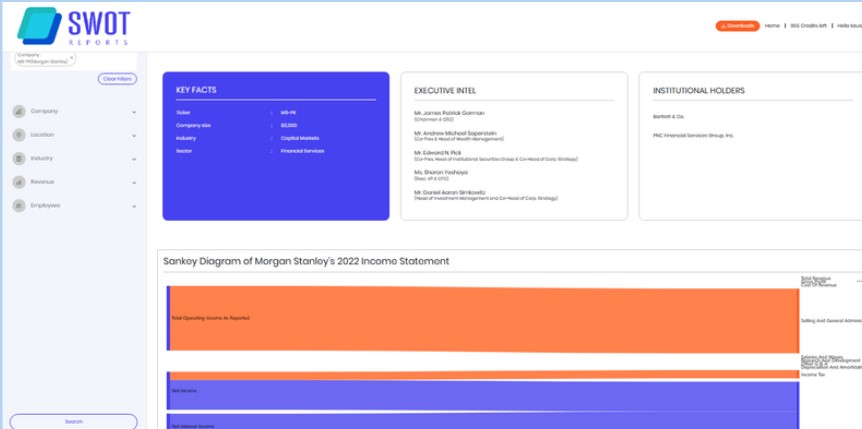 SWOT
REPORTS
Downloads Home | 955 Credits left | Hello
Company
MS-PK(Morgan Stanley) ×
Clear Filters
Company
Location
Industry
Revenue
Employees
Search
KEY FACTS
Ticker : MS-PK
Company size : 82,000
Industry : Capital Markets
Sector : Financial Services
EXECUTIVE INTEL
Mr. James Patrick Gorman
(Chairman & CEO)
Mr. Andrew Michael Saperstein
(Co-Pres & Head of Wealth Management)
Mr. Edward N. Pick
(Co-Pres, Head of Institutional Securities Group & Co-Head of Corp. Strategy)
Ms. Sharon Yeshaya
(Exec. VP & CFO)
Mr. Daniel Aaron Simkowitz
(Head of Investment Management and Co-Head of Corp. Strategy)
INSTITUTIONAL HOLDERS
Bartlett & Co.
PNC Financial Services Group, Inc.
Sankey Diagram of Morgan Stanley's 2022 Income Statement
Total Operating Income As Reported
Net Income
Net Interest Income
Total Revenue
Gross Profit
Cost Of Revenue
Selling And General
Salaries And Wages
Research And Development
Other G & A
Depreciation And
Income Tax